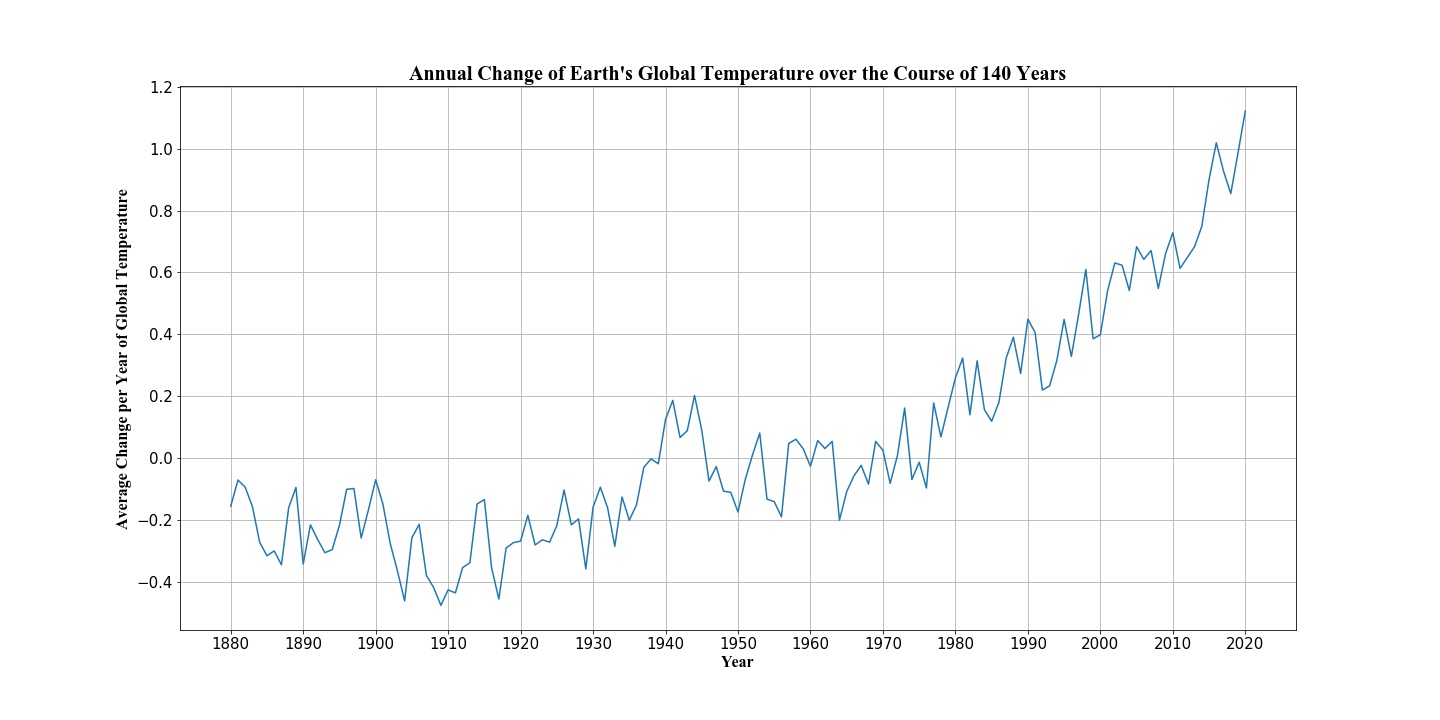 Annual Change of Earth's Global Temperature over the Course of 140 Years
Average Change per Year of Global Temperature
1.2
1.0
0.8
0.6
0.4
0.2
0.0
−0.2
−0.4
1880 1890 1900 1910 1920 1930 1940 1950 1960 1970 1980 1990 2000 2010 2020
Year